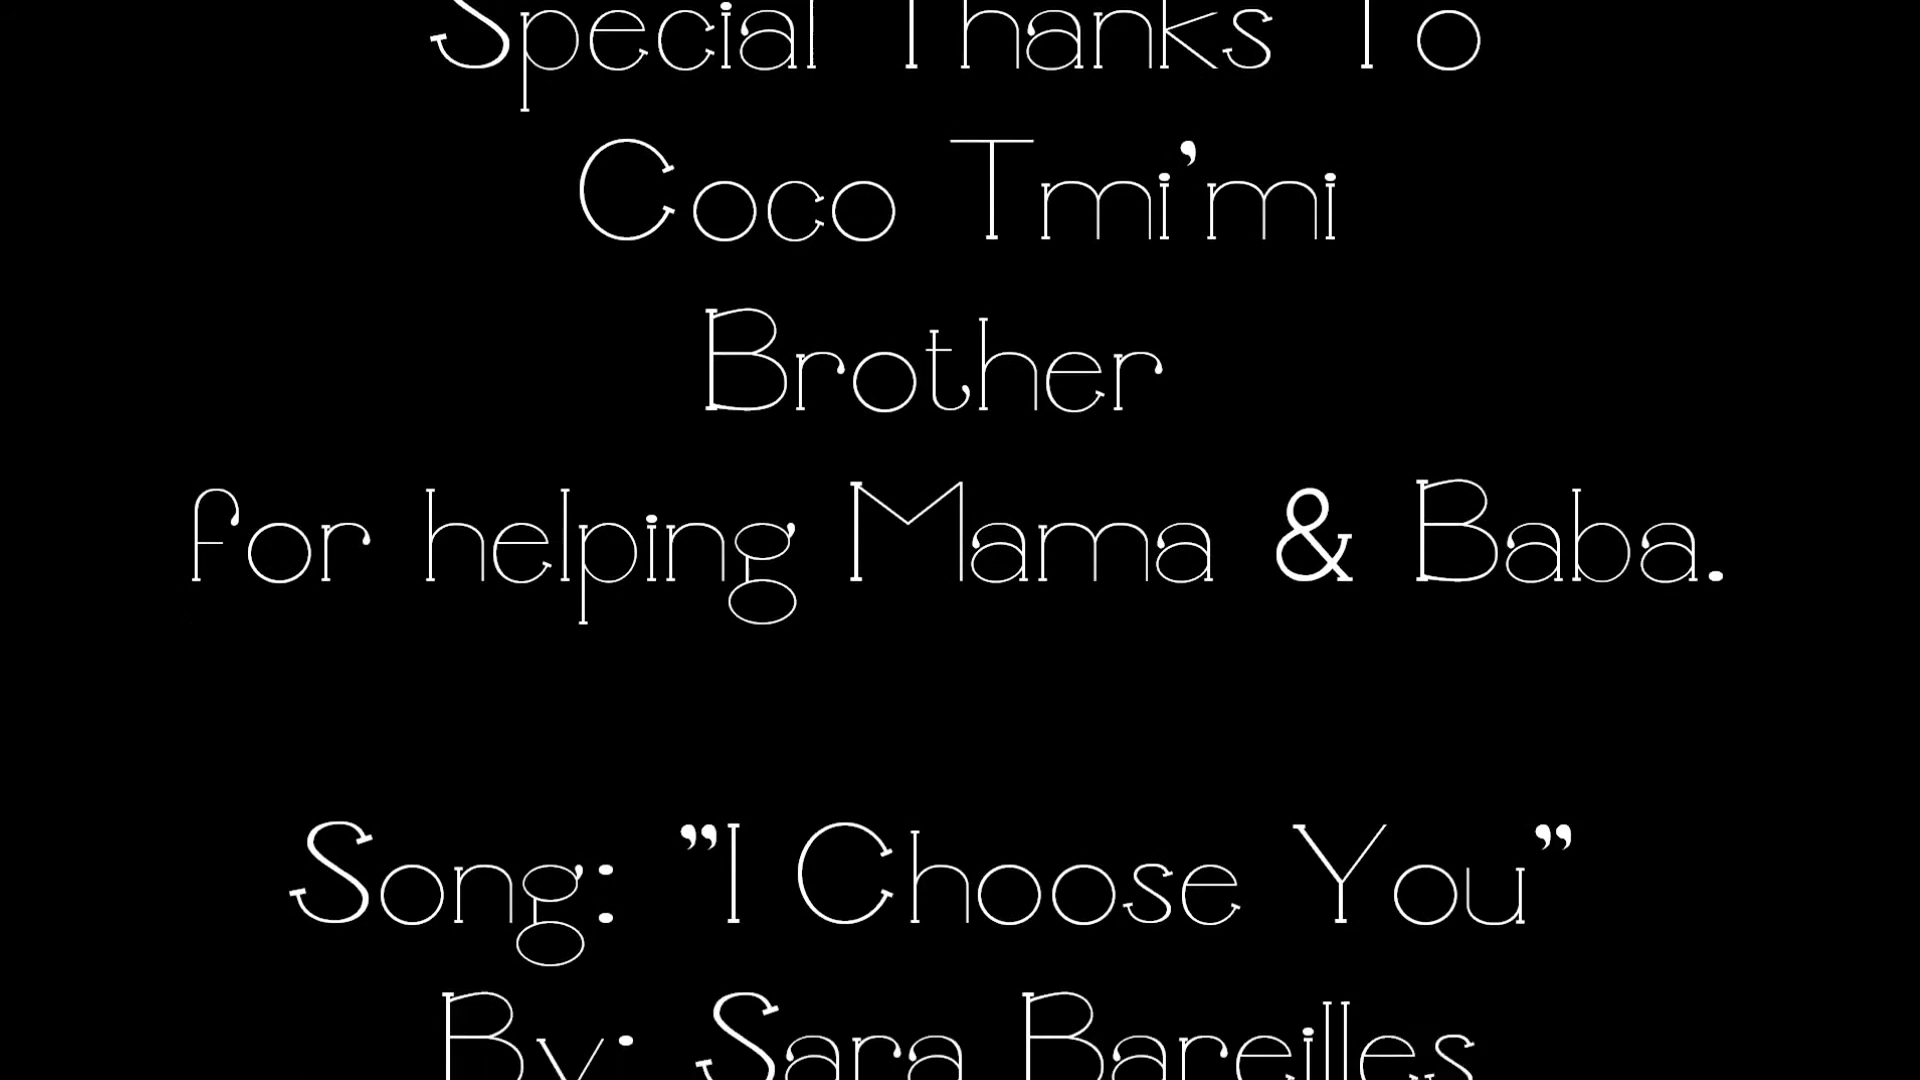 Special Thanks To
Coco Tmi’mi
Brother
for helping Mama & Baba.
Song: ”I Choose You”
By: Sara Bareilles